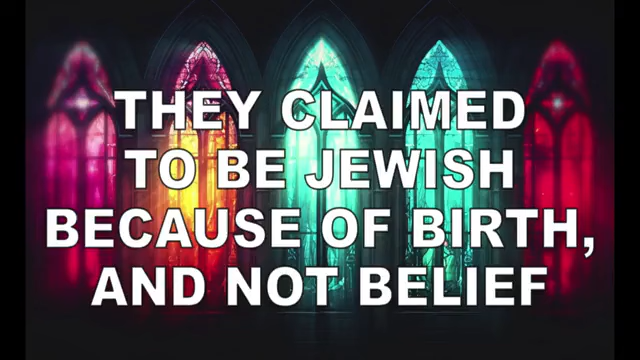 THEY CLAIMED
TO BE JEWISH
BECAUSE OF BIRTH,
AND NOT BELIEF